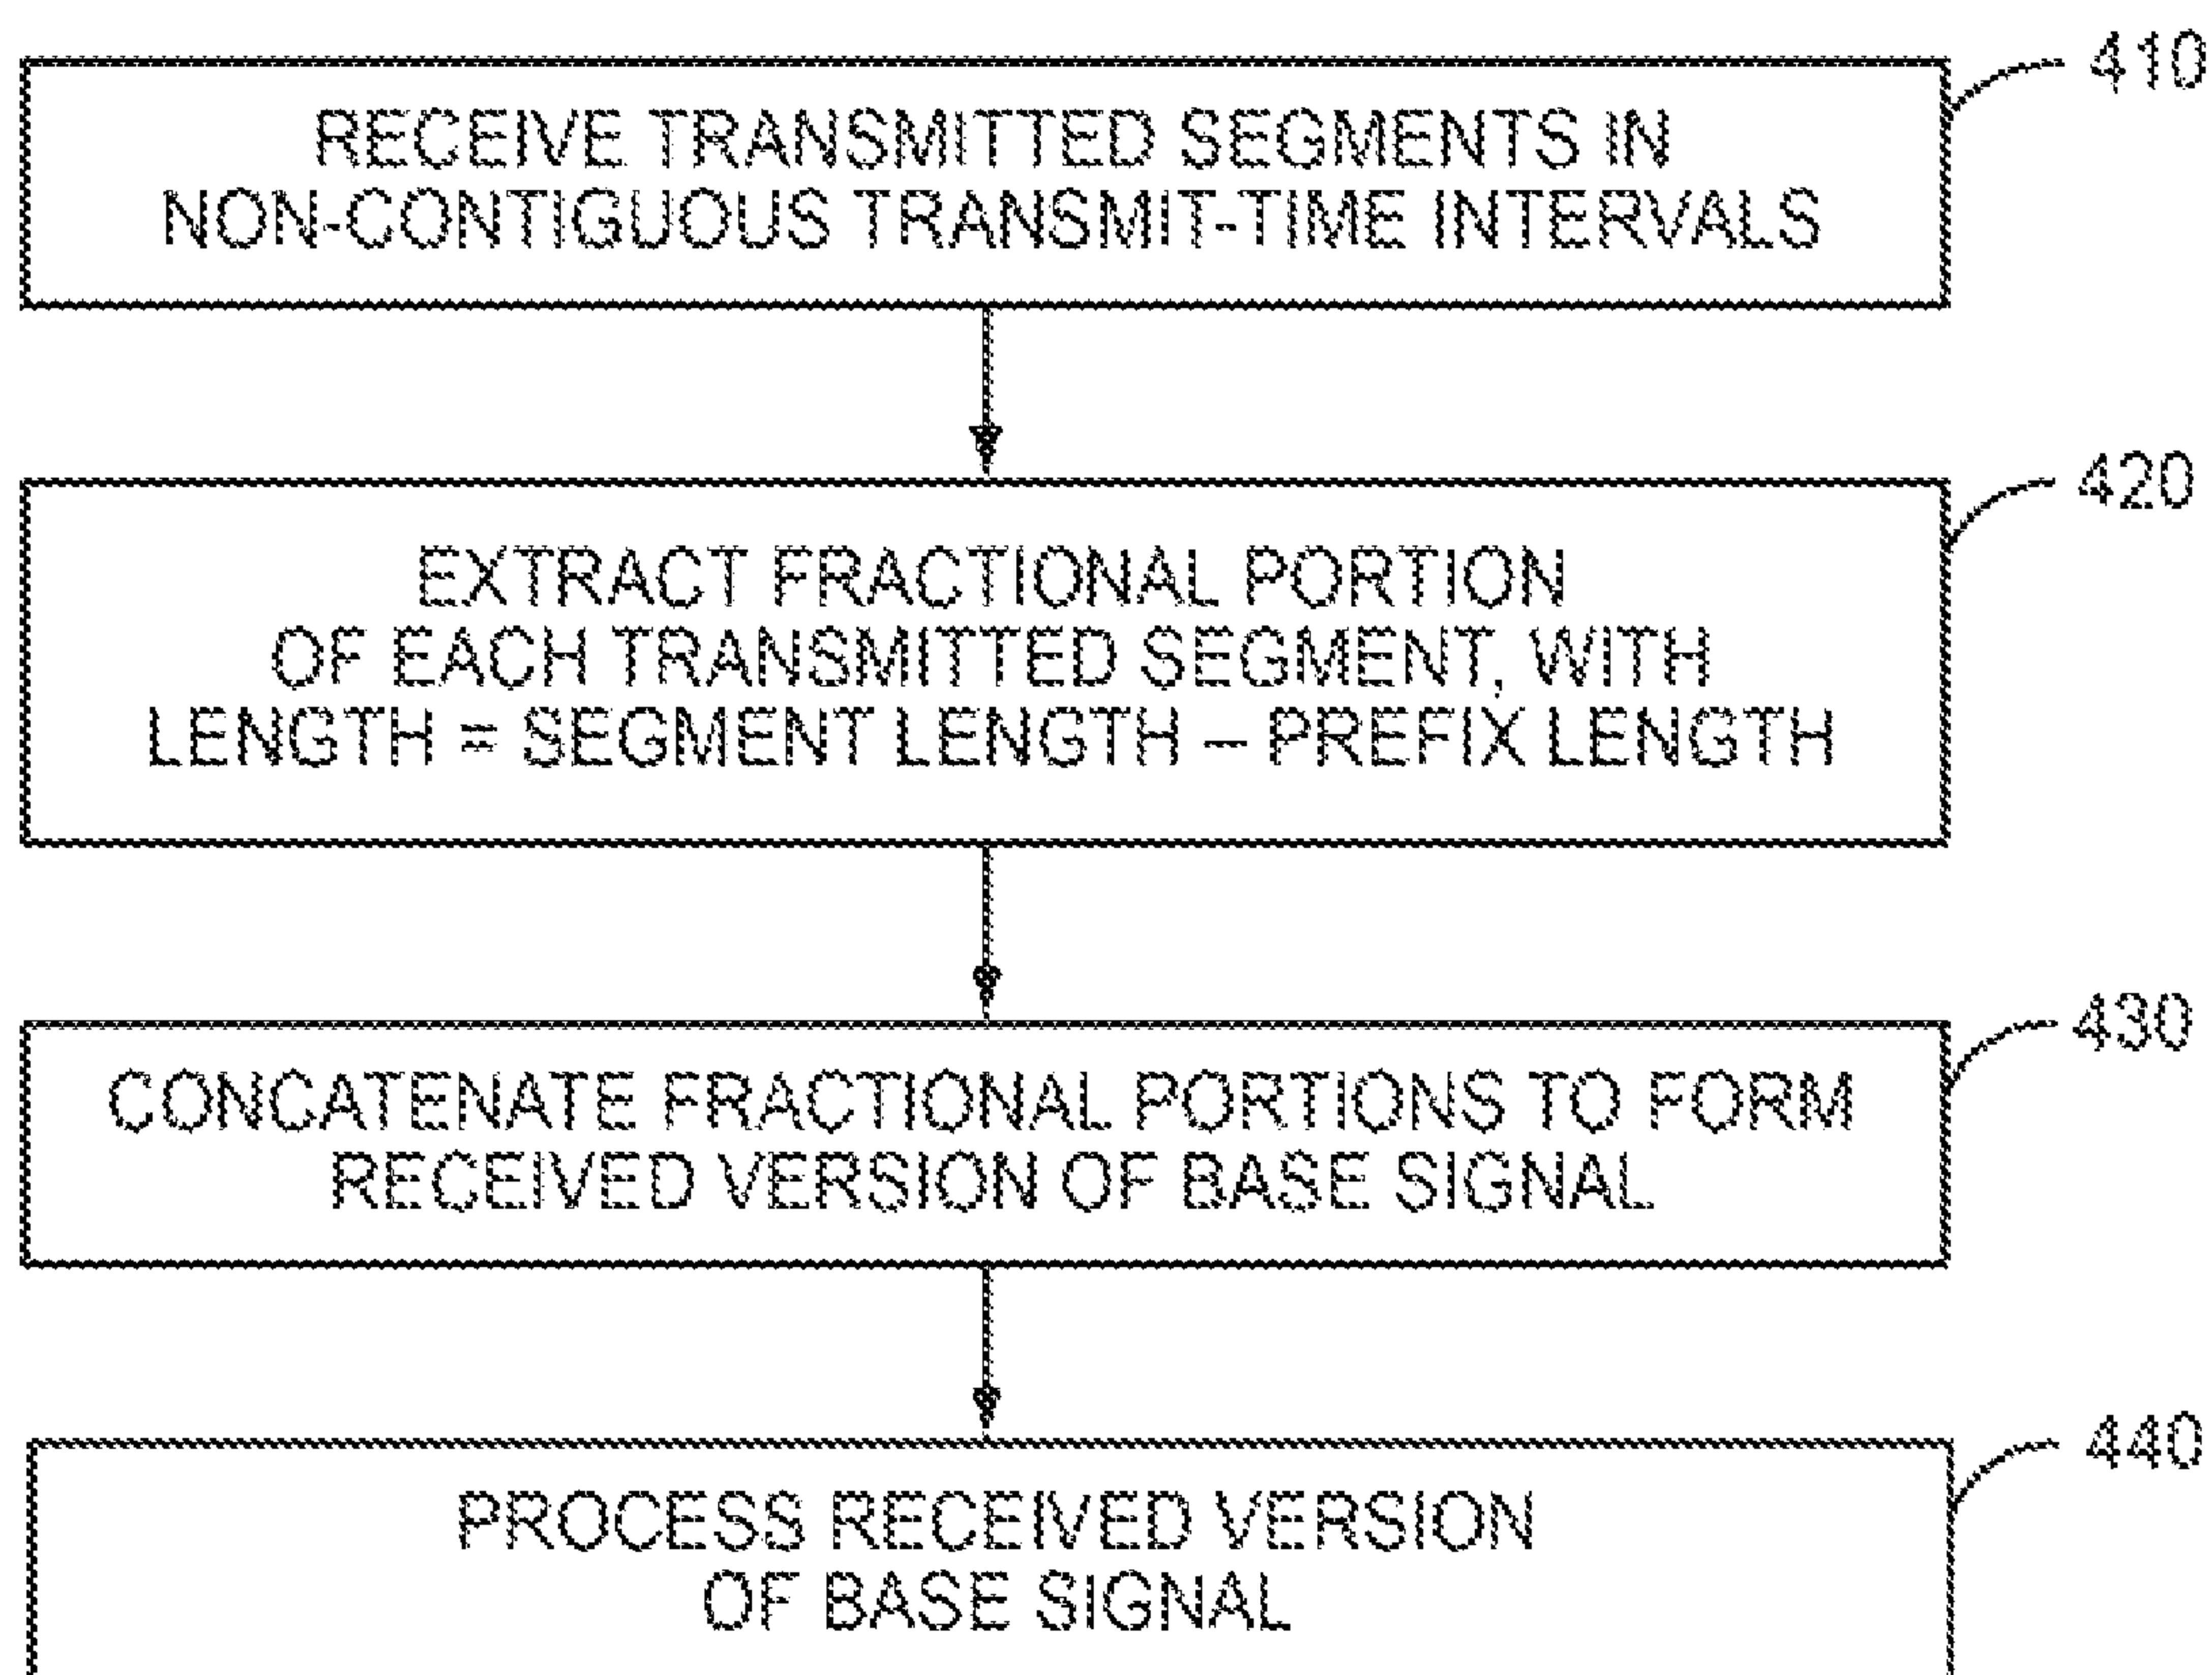 410
RECEIVE TRANSMITTED SEGMENTS IN
NON-CONTIGUOUS TRANSMIT-TIME INTERVALS
420
EXTRACT FRACTIONAL PORTION
OF EACH TRANSMITTED SEGMENT, WITH
LENGTH = SEGMENT LENGTH – PREFIX LENGTH
430
CONCATENATE FRACTIONAL PORTIONS TO FORM
RECEIVED VERSION OF BASE SIGNAL
440
PROCESS RECEIVED VERSION
OF BASE SIGNAL